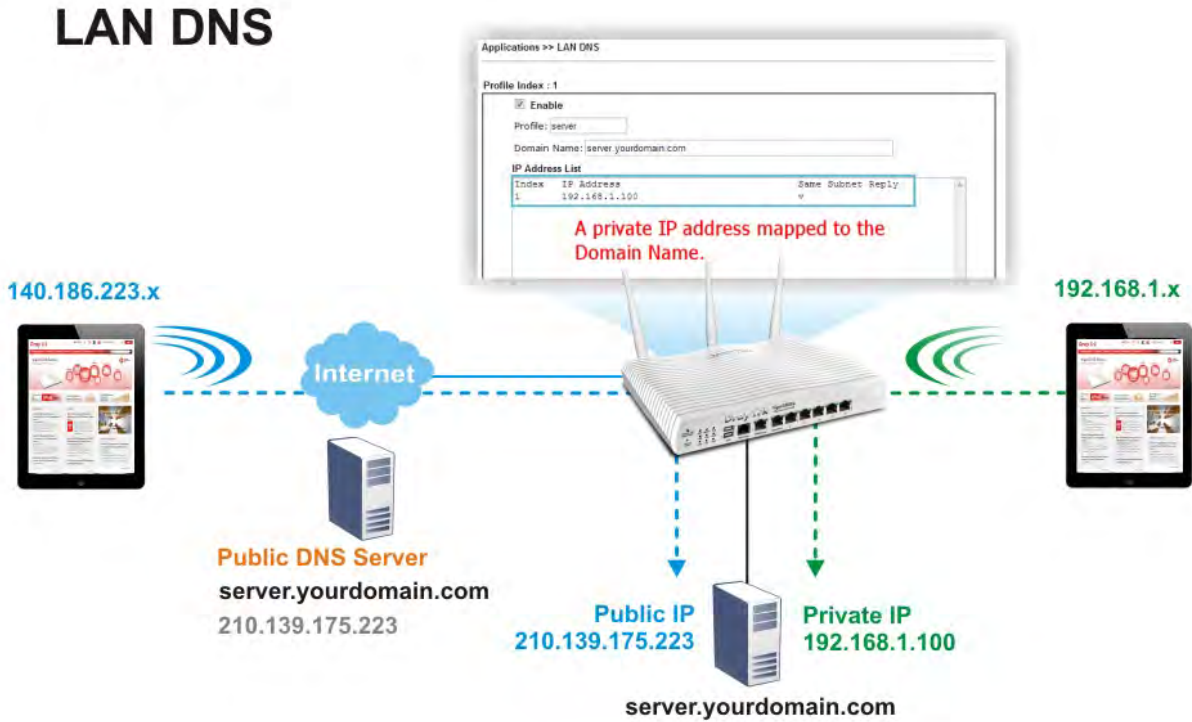 LAN DNS
Applications >> LAN DNS
Profile Index : 1
Enable
Profile: server
Domain Name: server.yourdomain.com
IP Address List
Index IP Address Same Subnet Reply
1 192.168.1.100 v
A private IP address mapped to the
Domain Name.
140.186.223.x
192.168.1.x
Internet
DrayTek
Public DNS Server
server.yourdomain.com
210.139.175.223
Public IP
210.139.175.223
Private IP
192.168.1.100
server.yourdomain.com